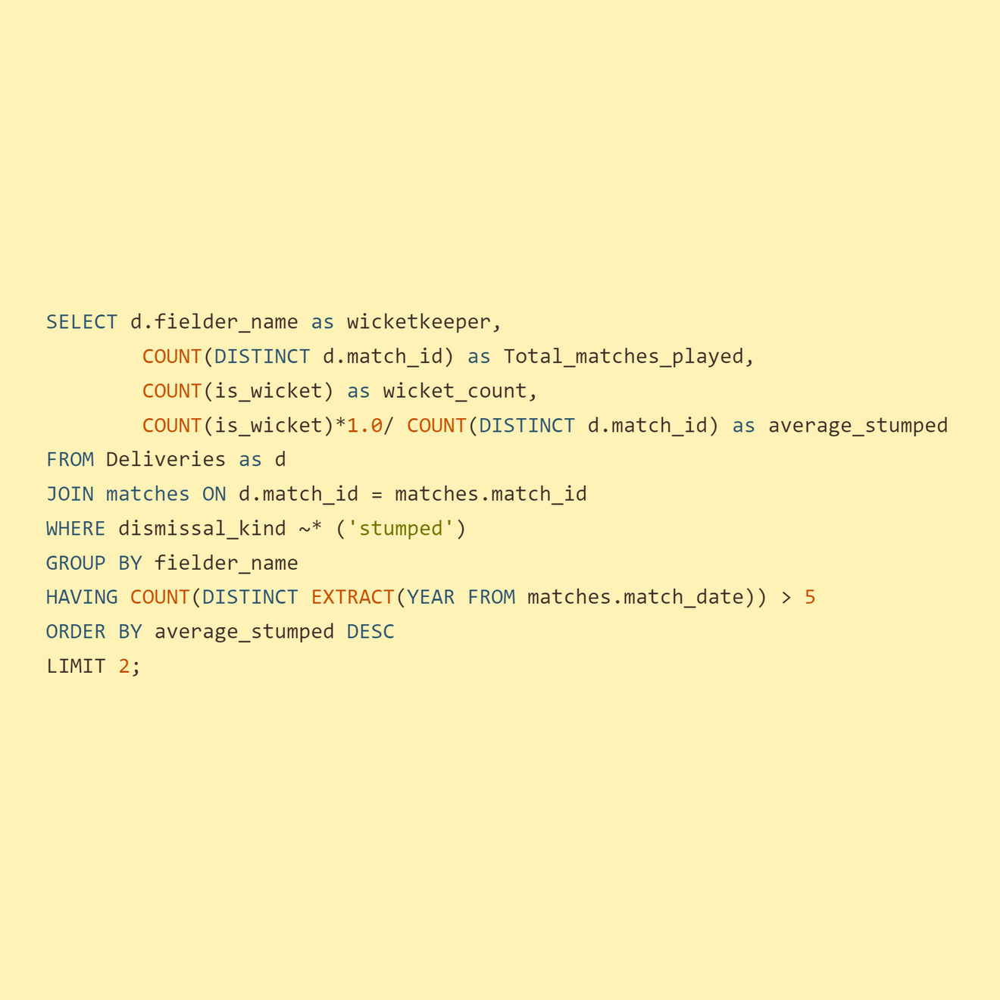 SELECT d.fielder_name as wicketkeeper,
COUNT(DISTINCT d.match_id) as Total_matches_played,
COUNT(is_wicket) as wicket_count,
COUNT(is_wicket)*1.0/ COUNT(DISTINCT d.match_id) as average_stumped
FROM Deliveries as d
JOIN matches ON d.match_id = matches.match_id
WHERE dismissal_kind ~* ('stumped')
GROUP BY fielder_name
HAVING COUNT(DISTINCT EXTRACT(YEAR FROM matches.match_date)) > 5
ORDER BY average_stumped DESC
LIMIT 2;